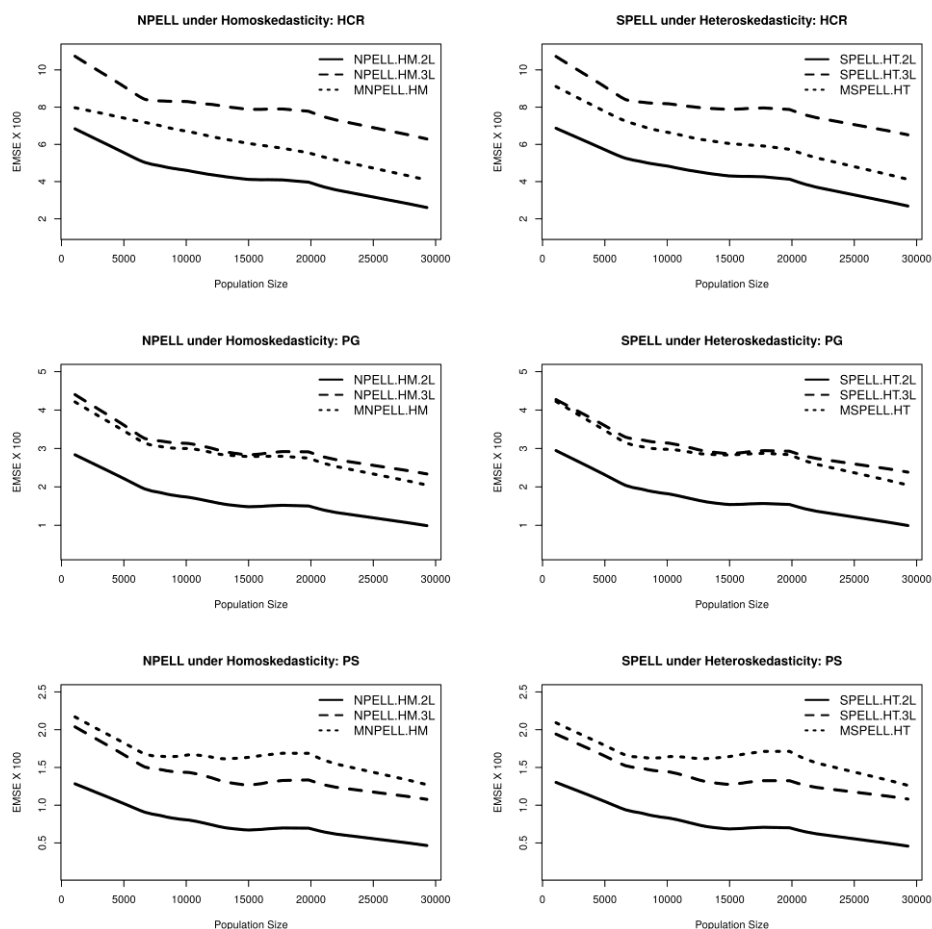 NPELL under Homoskedasticity: HCR
EMSE X 100
2 4 6 8 10
NPELL.HM.2L
NPELL.HM.3L
MNPELL.HM
0 5000 10000 15000 20000 25000 30000
Population Size
SPELL under Heteroskedasticity: HCR
EMSE X 100
2 4 6 8 10
SPELL.HT.2L
SPELL.HT.3L
MSPELL.HT
0 5000 10000 15000 20000 25000 30000
Population Size
NPELL under Homoskedasticity: PG
EMSE X 100
1 2 3 4 5
NPELL.HM.2L
NPELL.HM.3L
MNPELL.HM
0 5000 10000 15000 20000 25000 30000
Population Size
SPELL under Heteroskedasticity: PG
EMSE X 100
1 2 3 4 5
SPELL.HT.2L
SPELL.HT.3L
MSPELL.HT
0 5000 10000 15000 20000 25000 30000
Population Size
NPELL under Homoskedasticity: PS
EMSE X 100
0.5 1.0 1.5 2.0 2.5
NPELL.HM.2L
NPELL.HM.3L
MNPELL.HM
0 5000 10000 15000 20000 25000 30000
Population Size
SPELL under Heteroskedasticity: PS
EMSE X 100
0.5 1.0 1.5 2.0 2.5
SPELL.HT.2L
SPELL.HT.3L
MSPELL.HT
0 5000 10000 15000 20000 25000 30000
Population Size